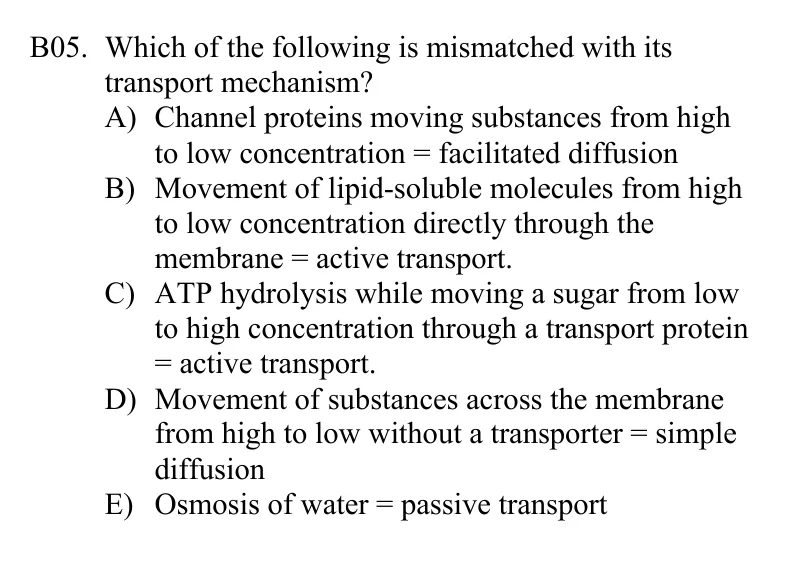 B05. Which of the following is mismatched with its
transport mechanism?
A) Channel proteins moving substances from high
to low concentration = facilitated diffusion
B) Movement of lipid-soluble molecules from high
to low concentration directly through the
membrane = active transport.
C) ATP hydrolysis while moving a sugar from low
to high concentration through a transport protein
= active transport.
D) Movement of substances across the membrane
from high to low without a transporter = simple
diffusion
E) Osmosis of water = passive transport